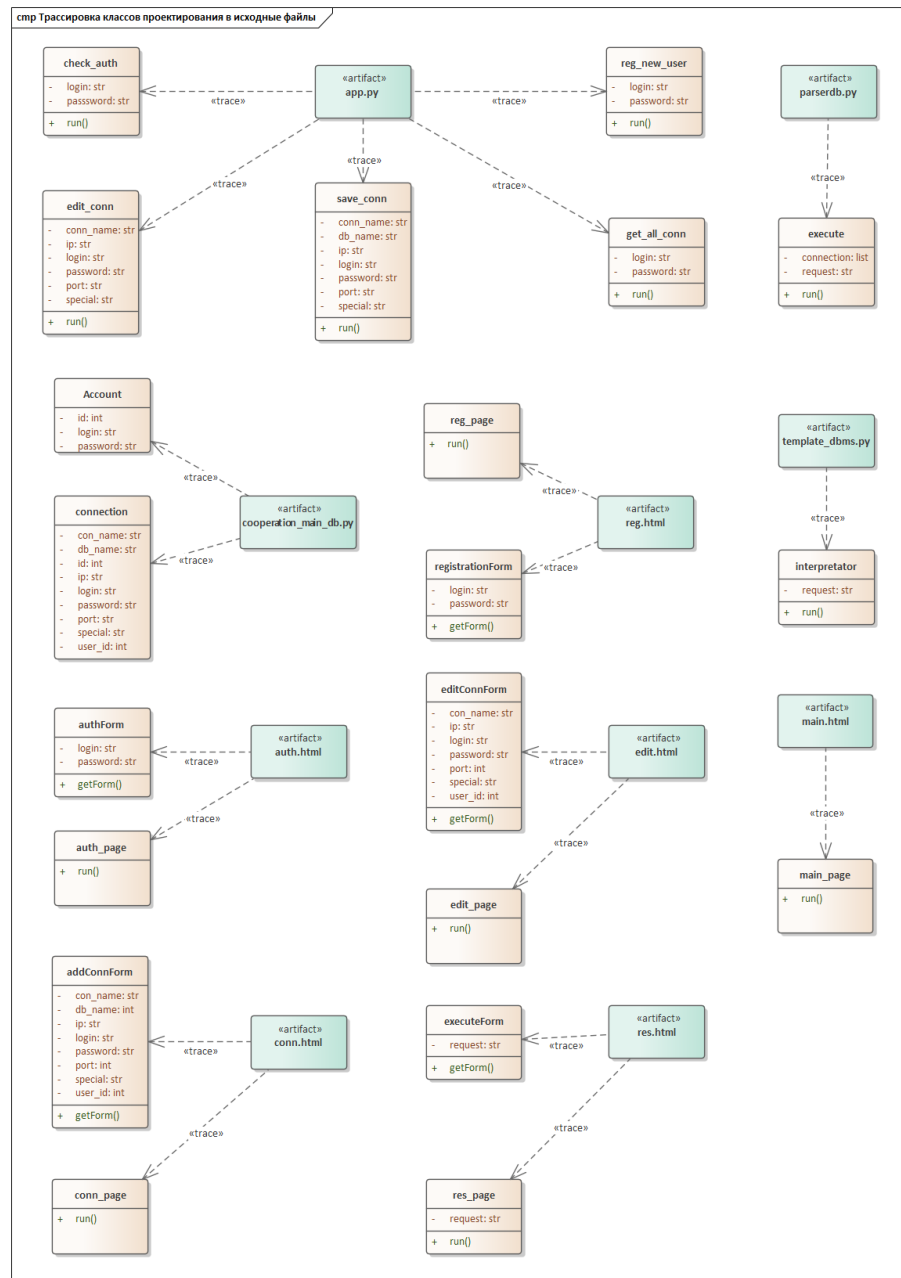 cmp Трассировка классов проектирования в исходные файлы
check_auth
- login: str
- passsword: str
+ run()
«artifact»
app.py
reg_new_user
- login: str
- password: str
+ run()
«artifact»
parserdb.py
«trace»
«trace»
«trace»
«trace»
«trace»
«trace»
edit_conn
- conn_name: str
- ip: str
- login: str
- password: str
- port: str
- special: str
+ run()
save_conn
- conn_name: str
- db_name: str
- ip: str
- login: str
- password: str
- port: str
- special: str
+ run()
get_all_conn
- login: str
- password: str
+ run()
execute
- connection: list
- request: str
+ run()
Account
- id: int
- login: str
- password: str
«trace»
«artifact»
cooperation_main_db.py
«trace»
connection
- con_name: str
- db_name: str
- id: int
- ip: str
- login: str
- password: str
- port: str
- special: str
- user_id: int
reg_page
+ run()
«trace»
«artifact»
reg.html
«trace»
registrationForm
- login: str
- password: str
+ getForm()
«artifact»
template_dbms.py
«trace»
interpretator
- request: str
+ run()
authForm
- login: str
- password: str
+ getForm()
«trace»
«artifact»
auth.html
«trace»
auth_page
+ run()
editConnForm
- con_name: str
- ip: str
- login: str
- password: str
- port: int
- special: str
- user_id: int
+ getForm()
«trace»
«artifact»
edit.html
«trace»
edit_page
+ run()
«artifact»
main.html
«trace»
main_page
+ run()
addConnForm
- con_name: str
- db_name: int
- ip: str
- login: str
- password: str
- port: int
- special: str
- user_id: int
+ getForm()
«trace»
«artifact»
conn.html
«trace»
conn_page
+ run()
executeForm
- request: str
+ getForm()
«trace»
«artifact»
res.html
«trace»
res_page
- request: str
+ run()